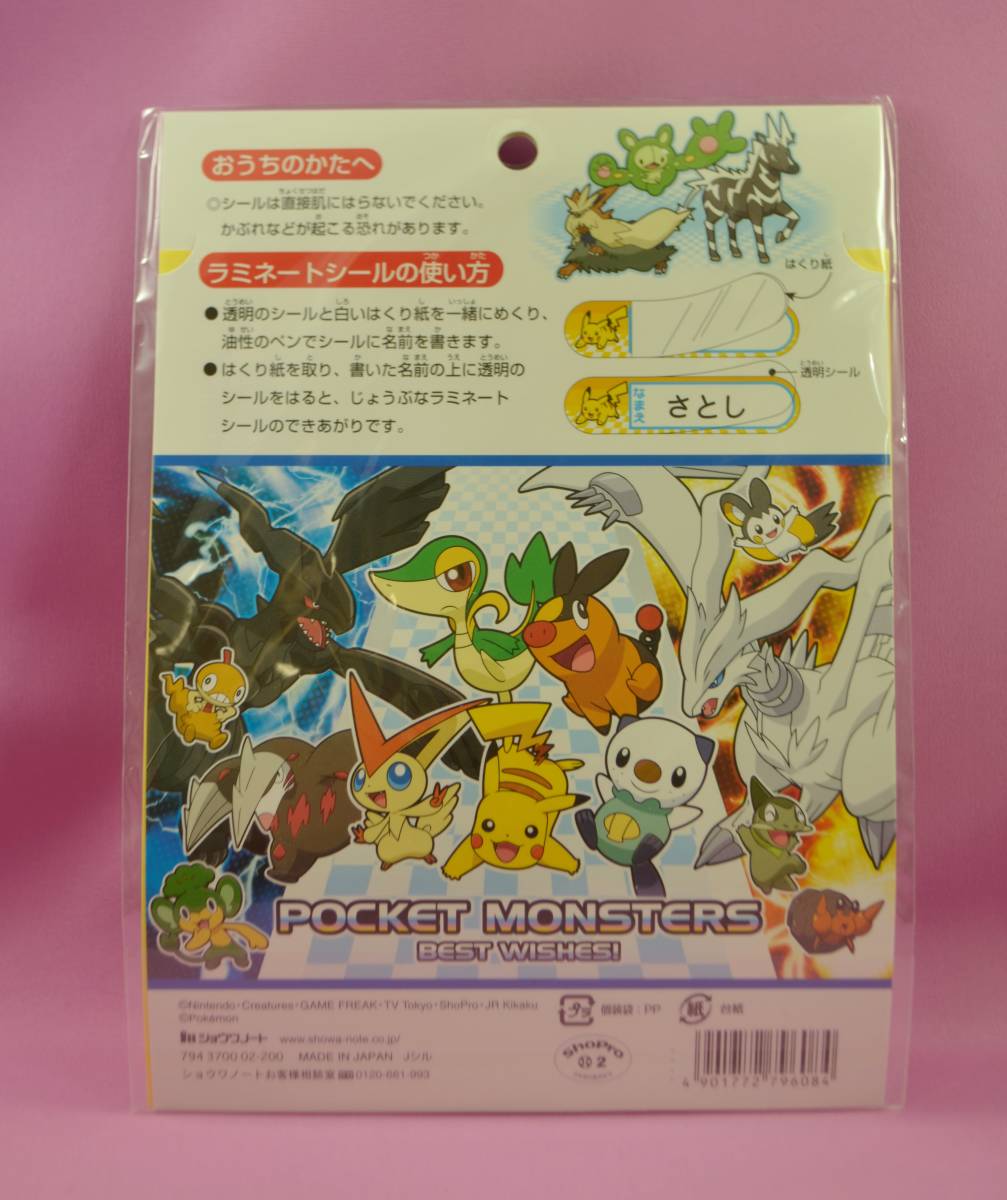 おうちのかたへ
◎シールは直接肌にはらないでください。
かぶれなどが起こる恐れがあります。
ラミネートシールの使い方
●透明のシールと白いはくり紙を一緒にめくり、
油性のペンでシールに名前を書きます。
●はくり紙を取り、書いた名前の上に透明の
シールをはると、じょうぶなラミネート
シールのできあがりです。
はくり紙
透明シール
なまえ
さとし
POCKET MONSTERS
BEST WISHES!
©Nintendo・Creatures・GAME FREAK・TV Tokyo・ShoPro・JR Kikaku
©Pokémon
プラ 個装袋：PP 紙 台紙
ショウワノート www.showa-note.co.jp/
794 3700 02-200 MADE IN JAPAN Jシル
ショウワノートお客様相談室 0120-661-993
ShoPro
2
4 901772 796084